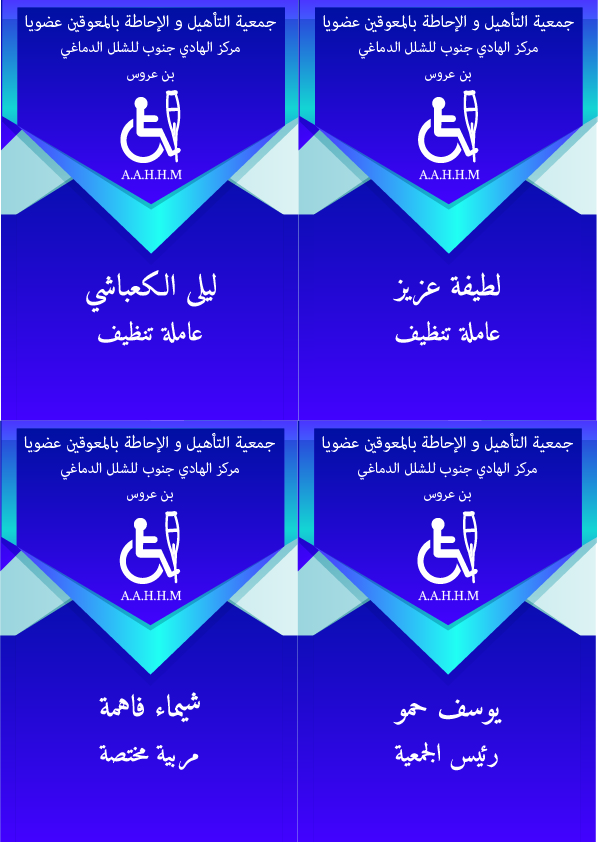 جمعية التأهيل و الإحاطة بالمعوقين عضويا
مركز الهادي جنوب للشلل الدماغي
بن عروس
A.A.H.H.M
لطيفة عزيز
عاملة تنظيف
جمعية التأهيل و الإحاطة بالمعوقين عضويا
مركز الهادي جنوب للشلل الدماغي
بن عروس
A.A.H.H.M
ليلى الكعباشي
عاملة تنظيف
جمعية التأهيل و الإحاطة بالمعوقين عضويا
مركز الهادي جنوب للشلل الدماغي
بن عروس
A.A.H.H.M
يوسف حمو
رئيس الجمعية
جمعية التأهيل و الإحاطة بالمعوقين عضويا
مركز الهادي جنوب للشلل الدماغي
بن عروس
A.A.H.H.M
شيماء فاهمة
مربية مختصة